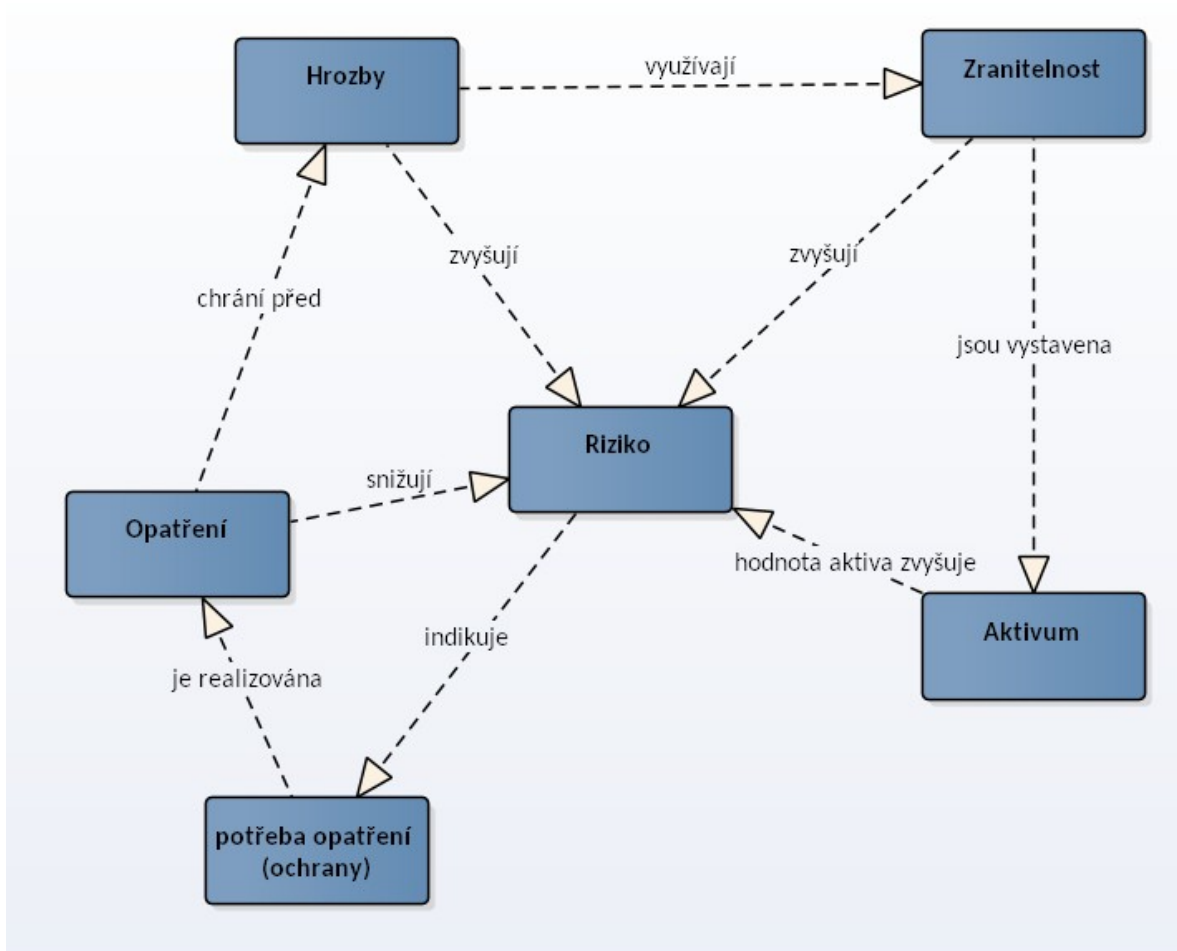 Hrozby
využívají
Zranitelnost
zvyšují
zvyšují
chrání před
jsou vystavena
Riziko
snižují
Opatření
hodnota aktiva zvyšuje
Aktivum
indikuje
je realizována
potřeba opatření
(ochrany)